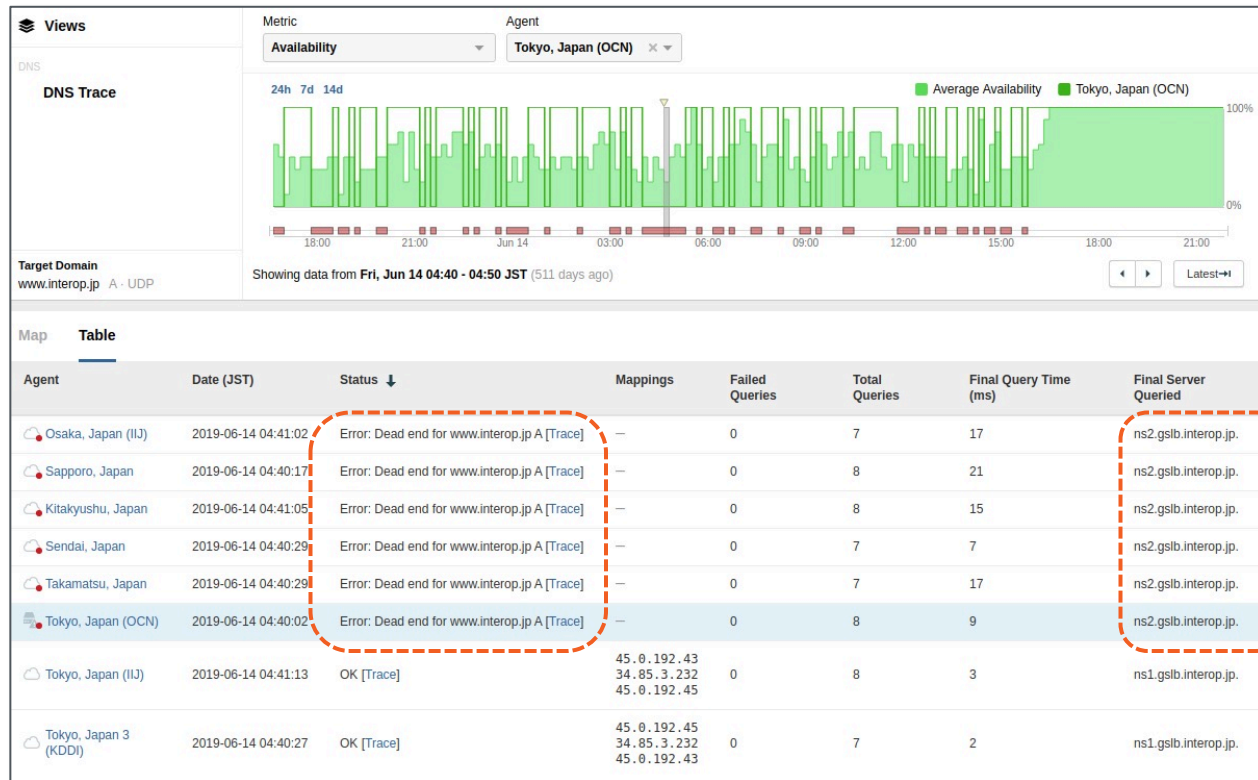 Views
Metric
Agent
Availability
Tokyo, Japan (OCN)
DNS
DNS Trace
24h 7d 14d
Average Availability Tokyo, Japan (OCN)
100%
0%
18:00 21:00 Jun 14 03:00 06:00 09:00 12:00 15:00 18:00 21:00
Target Domain
www.interop.jp A · UDP
Showing data from Fri, Jun 14 04:40 - 04:50 JST (511 days ago)
Latest
Map Table
Agent Date (JST) Status Mappings Failed Queries Total Queries Final Query Time (ms) Final Server Queried
Osaka, Japan (IIJ) 2019-06-14 04:41:02 Error: Dead end for www.interop.jp A [Trace] — 0 7 17 ns2.gslb.interop.jp.
Sapporo, Japan 2019-06-14 04:40:17 Error: Dead end for www.interop.jp A [Trace] — 0 8 21 ns2.gslb.interop.jp.
Kitakyushu, Japan 2019-06-14 04:41:05 Error: Dead end for www.interop.jp A [Trace] — 0 8 15 ns2.gslb.interop.jp.
Sendai, Japan 2019-06-14 04:40:29 Error: Dead end for www.interop.jp A [Trace] — 0 7 7 ns2.gslb.interop.jp.
Takamatsu, Japan 2019-06-14 04:40:29 Error: Dead end for www.interop.jp A [Trace] — 0 7 17 ns2.gslb.interop.jp.
Tokyo, Japan (OCN) 2019-06-14 04:40:02 Error: Dead end for www.interop.jp A [Trace] — 0 8 9 ns2.gslb.interop.jp.
45.0.192.43
Tokyo, Japan (IIJ) 2019-06-14 04:41:13 OK [Trace] 34.85.3.232 0 8 3 ns1.gslb.interop.jp.
45.0.192.45
45.0.192.45
Tokyo, Japan 3 (KDDI) 2019-06-14 04:40:27 OK [Trace] 34.85.3.232 0 7 2 ns1.gslb.interop.jp.
45.0.192.43